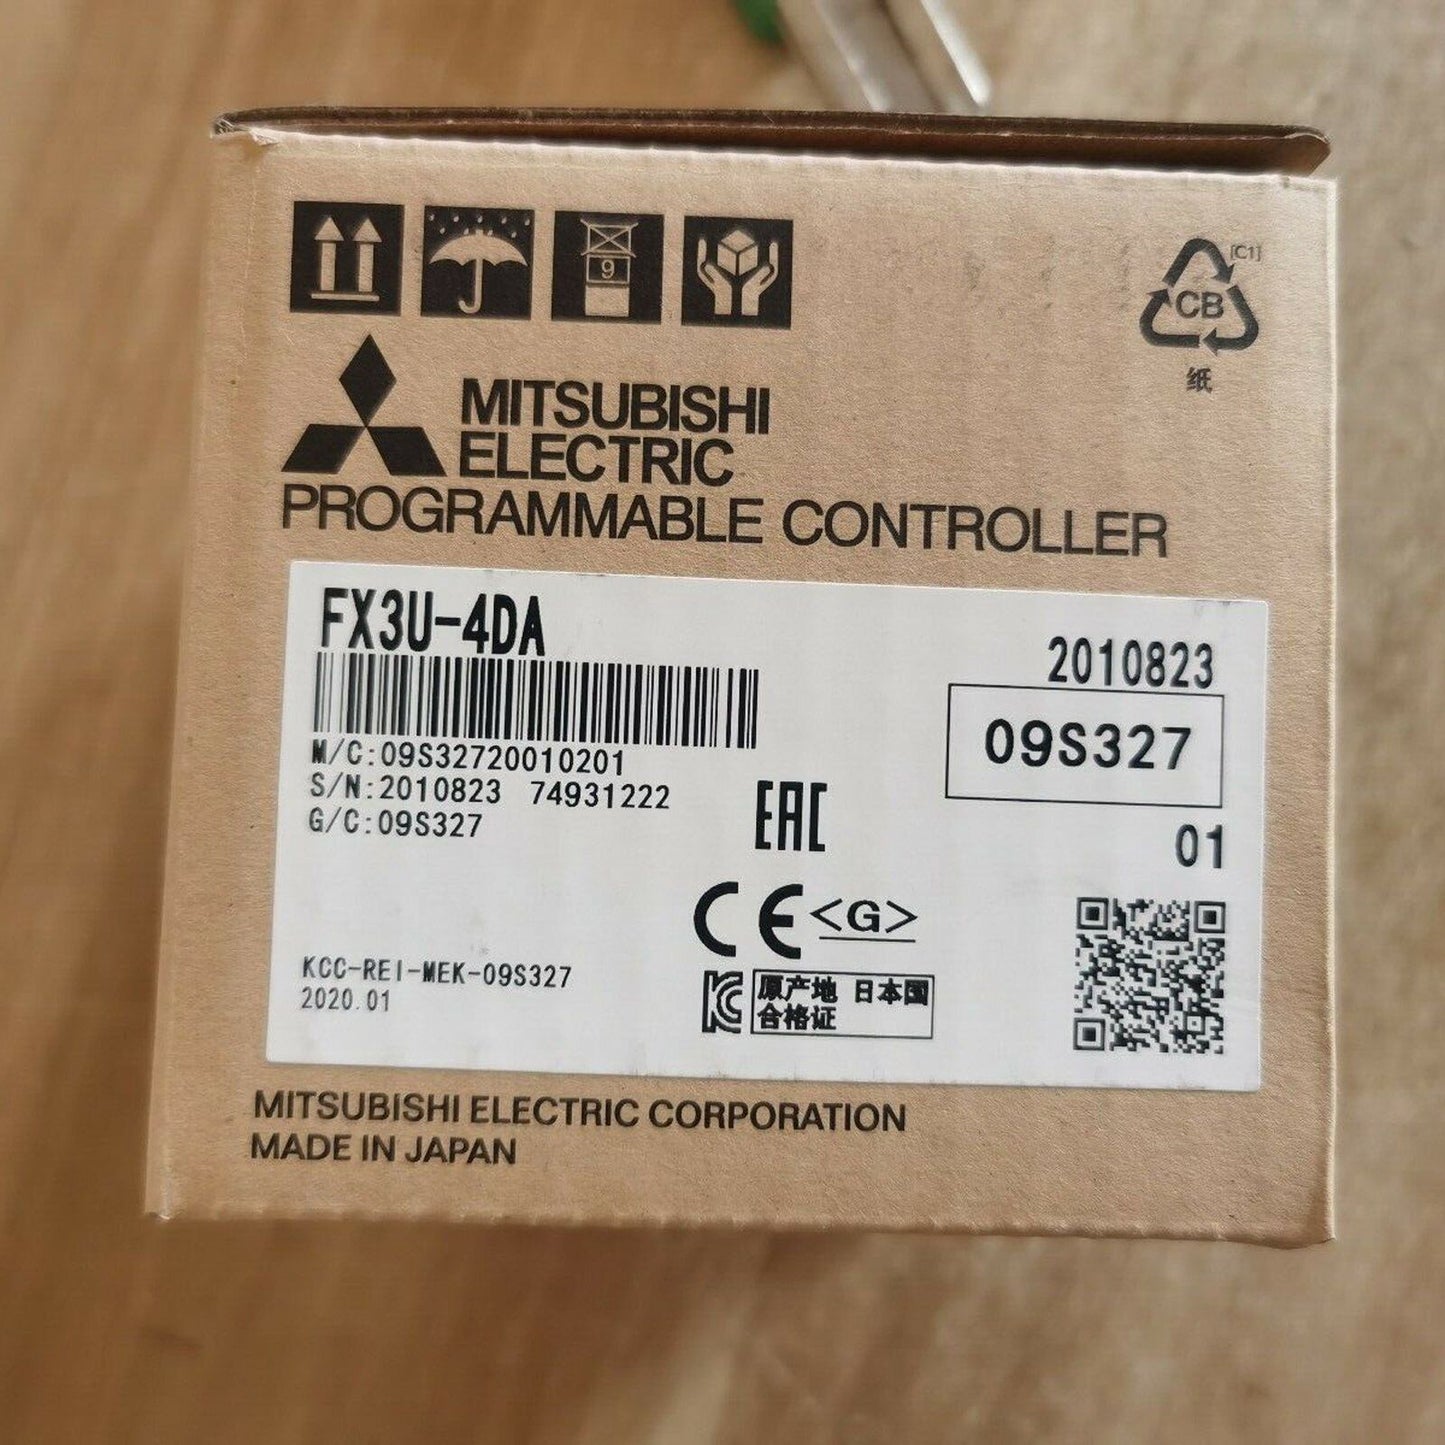 9
[C1]
CB
纸
MITSUBISHI
ELECTRIC
PROGRAMMABLE CONTROLLER
FX3U-4DA
2010823
09S327
M/C:09S32720010201
S/N:2010823 74931222
G/C:09S327
01
EAC
CE <G>
KCC-REI-MEK-09S327
2020.01
KC
原产地 日本国
合格证
MITSUBISHI ELECTRIC CORPORATION
MADE IN JAPAN